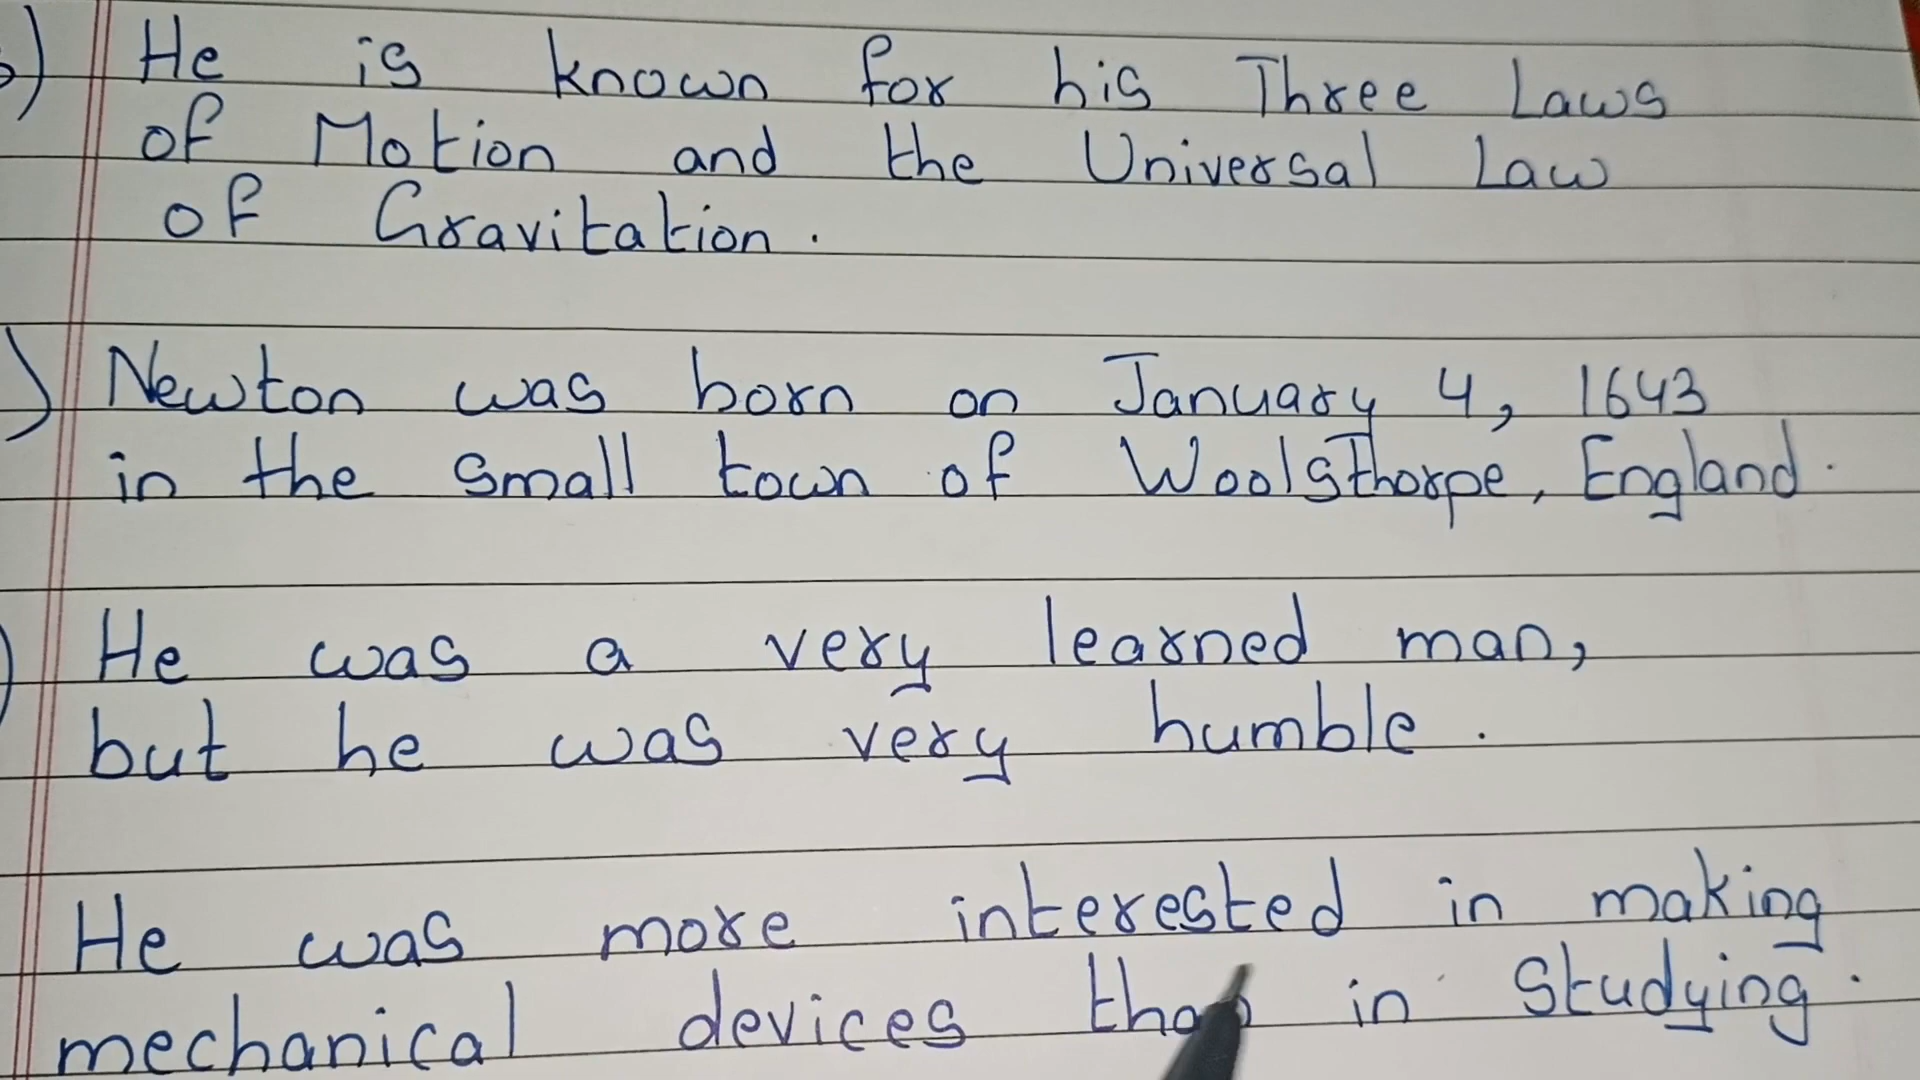 ) He is known for his Three Laws
of Motion and the Universal Law
of Gravitation.
) Newton was born on January 4, 1643
in the small town of Woolsthorpe, England.
) He was a very learned man,
but he was very humble.
He was more interested in making
mechanical devices than in studying.